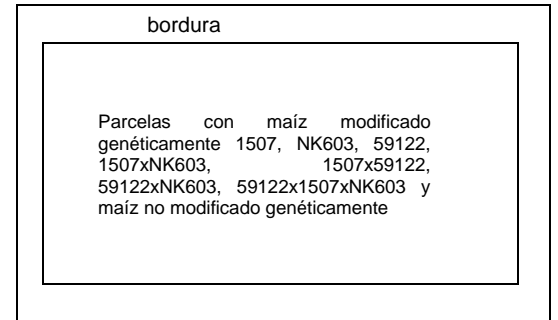 bordura
Parcelas con maíz modificado
genéticamente 1507, NK603, 59122,
1507xNK603, 1507x59122,
59122xNK603, 59122x1507xNK603 y
maíz no modificado genéticamente